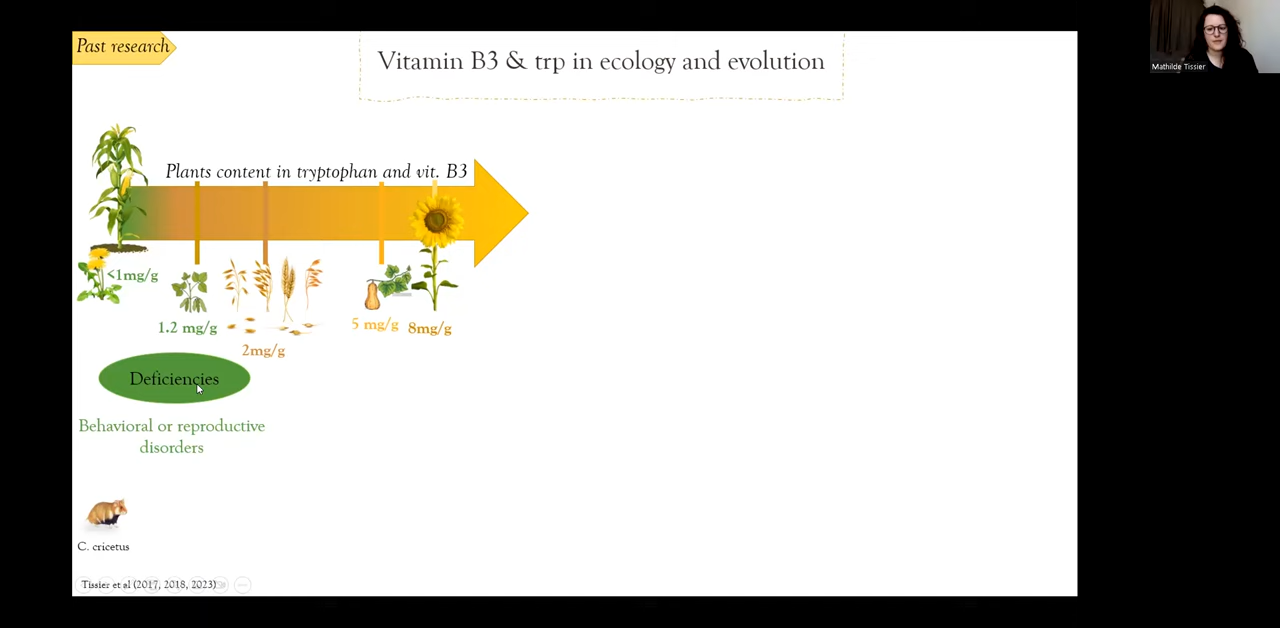 Past research
Vitamin B3 & trp in ecology and evolution
Mathilde Tissier
Plants content in tryptophan and vit. B3
<1mg/g
1.2 mg/g
2mg/g
5 mg/g
8mg/g
Deficiencies
Behavioral or reproductive
disorders
C. cricetus
Tissier et al (2017, 2018, 2023)